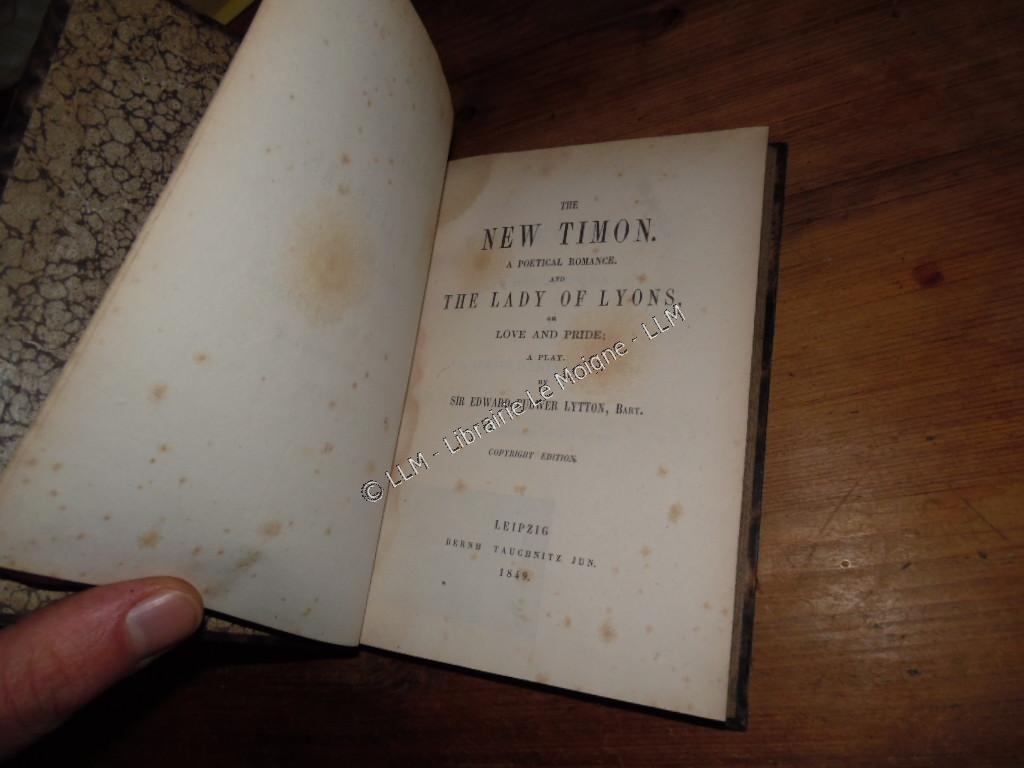 THE
NEW TIMON.
A POETICAL ROMANCE.
AND
THE LADY OF LYONS,
OR
LOVE AND PRIDE;
A PLAY.
BY
SIR EDWARD BULWER LYTTON, BART.
COPYRIGHT EDITION.
LEIPZIG
BERNH TAUCHNITZ JUN.
1849.
© LLM - Librairie Le Moigne - LLM